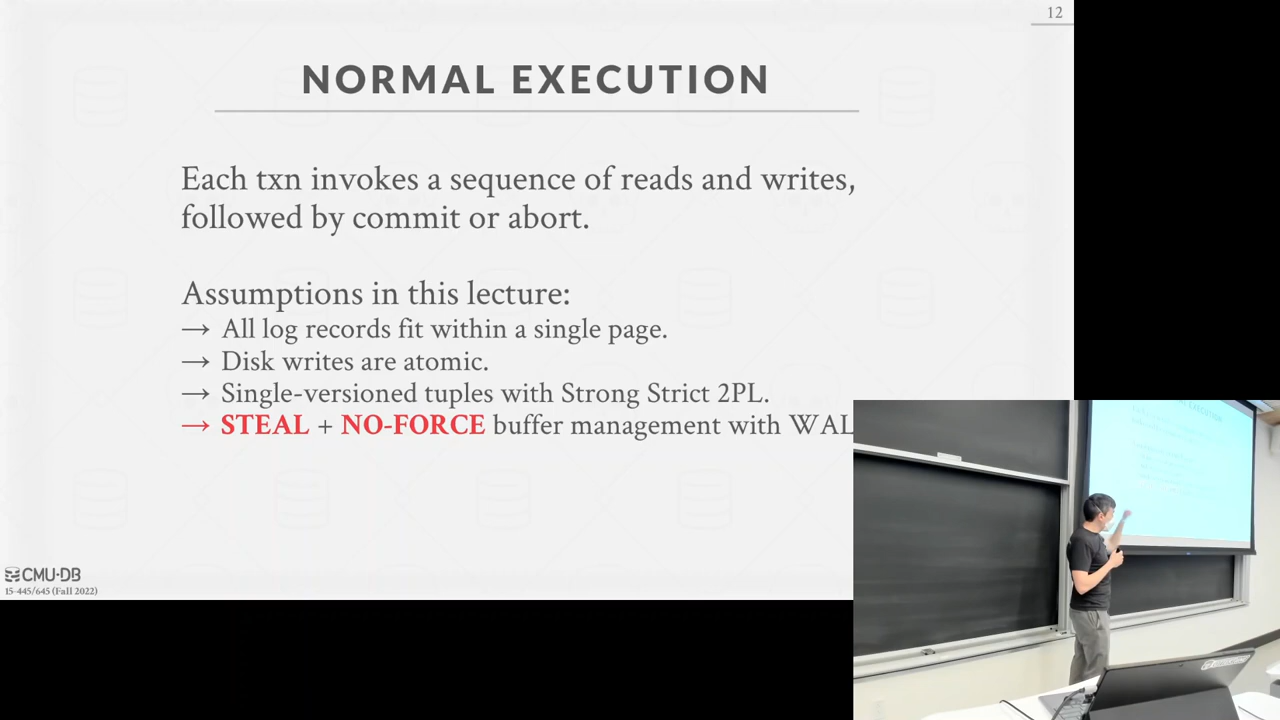 12
NORMAL EXECUTION
Each txn invokes a sequence of reads and writes,
followed by commit or abort.
Assumptions in this lecture:
→ All log records fit within a single page.
→ Disk writes are atomic.
→ Single-versioned tuples with Strong Strict 2PL.
→ STEAL + NO-FORCE buffer management with WAL
CMU·DB
15-445/645 (Fall 2022)